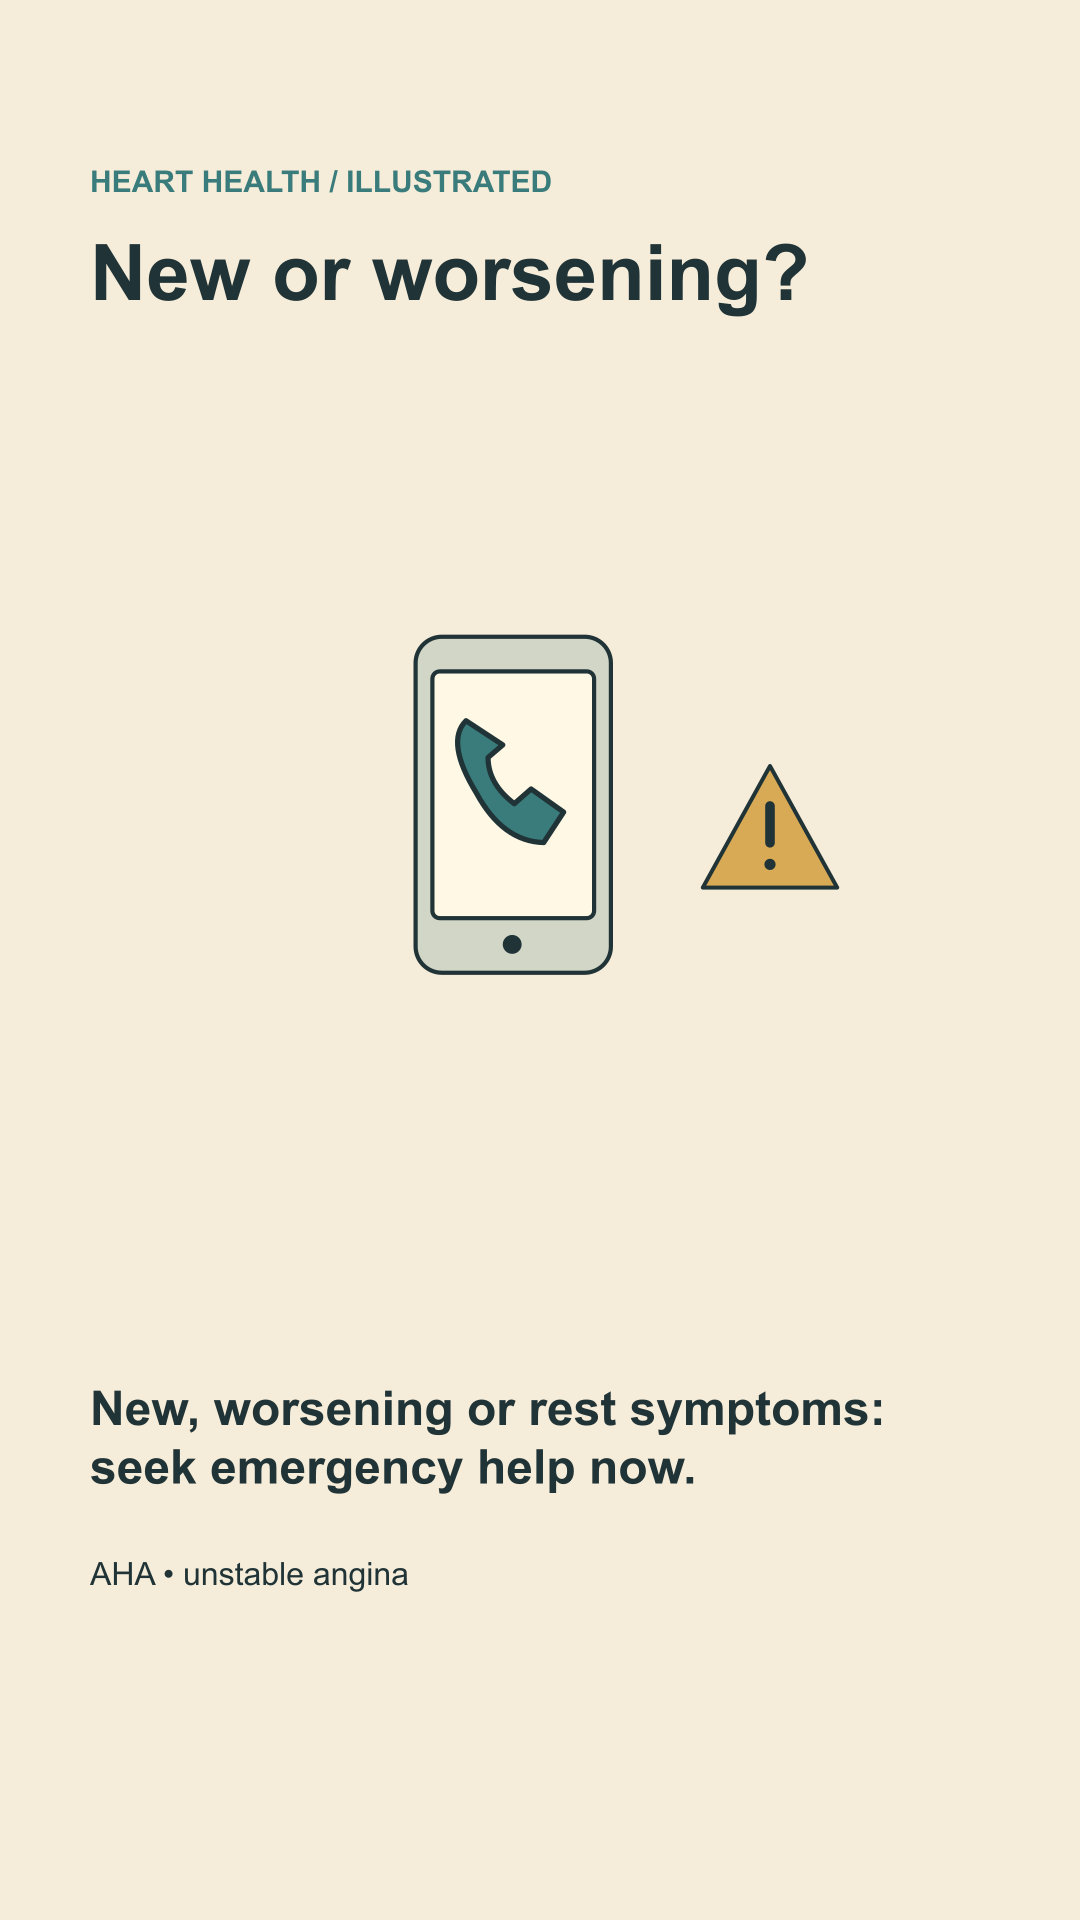 HEART HEALTH / ILLUSTRATED
New or worsening?
New, worsening or rest symptoms:
seek emergency help now.
AHA • unstable angina